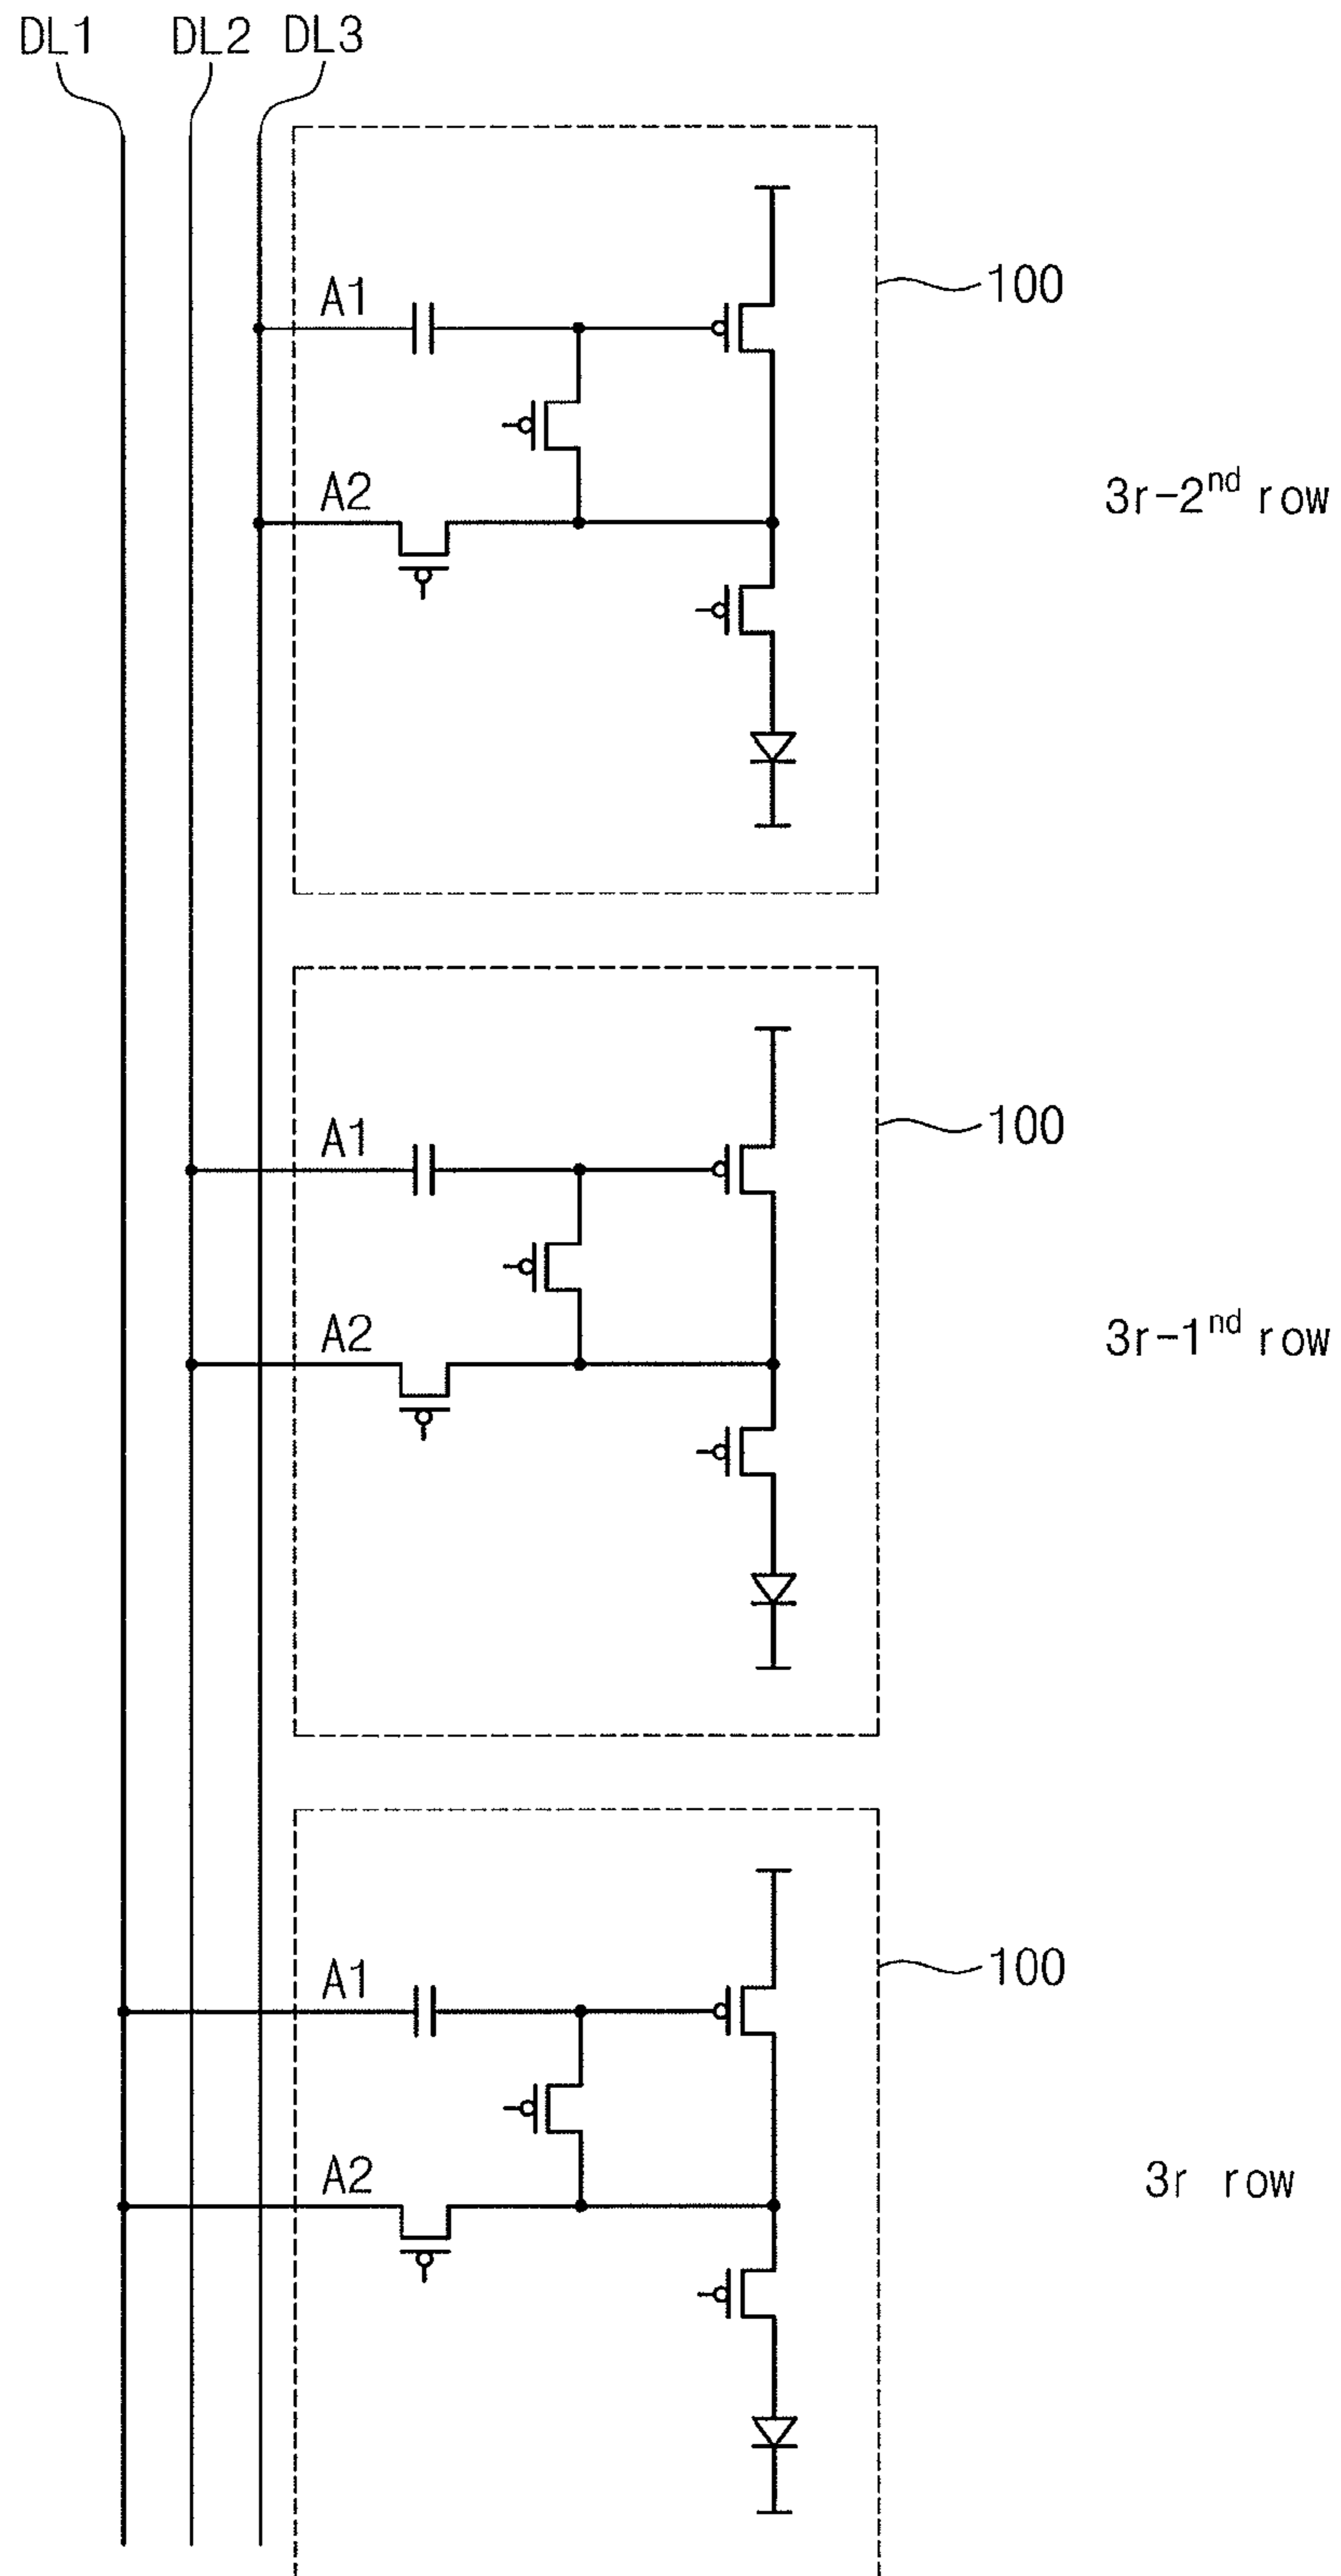 DL1 DL2 DL3
A1
100
A2
3r-2nd row
A1
100
A2
3r-1nd row
A1
100
A2
3r row